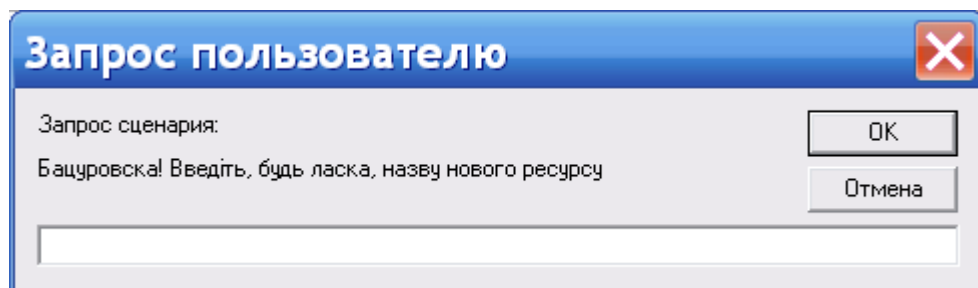 Запрос пользователю
Запрос сценария:
OK
Бацуровска! Введіть, будь ласка, назву нового ресурсу
Отмена